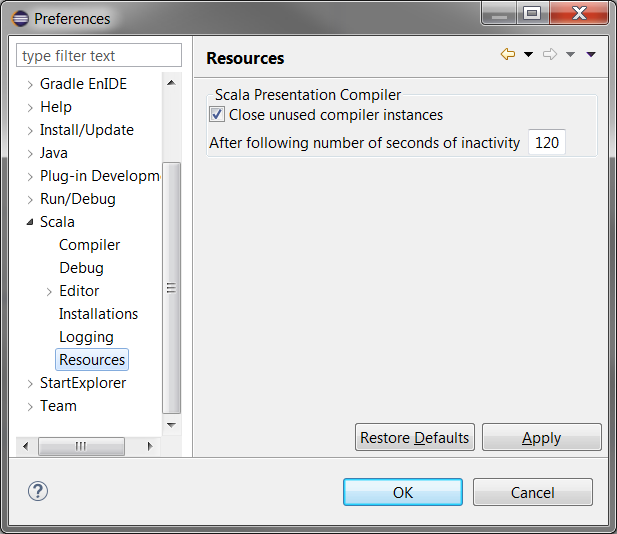 Preferences
type filter text
Gradle EnIDE
Help
Install/Update
Java
Plug-in Developm
Run/Debug
Scala
Compiler
Debug
Editor
Installations
Logging
Resources
StartExplorer
Team
Resources
Scala Presentation Compiler
Close unused compiler instances
After following number of seconds of inactivity 120
Restore Defaults Apply
? OK Cancel